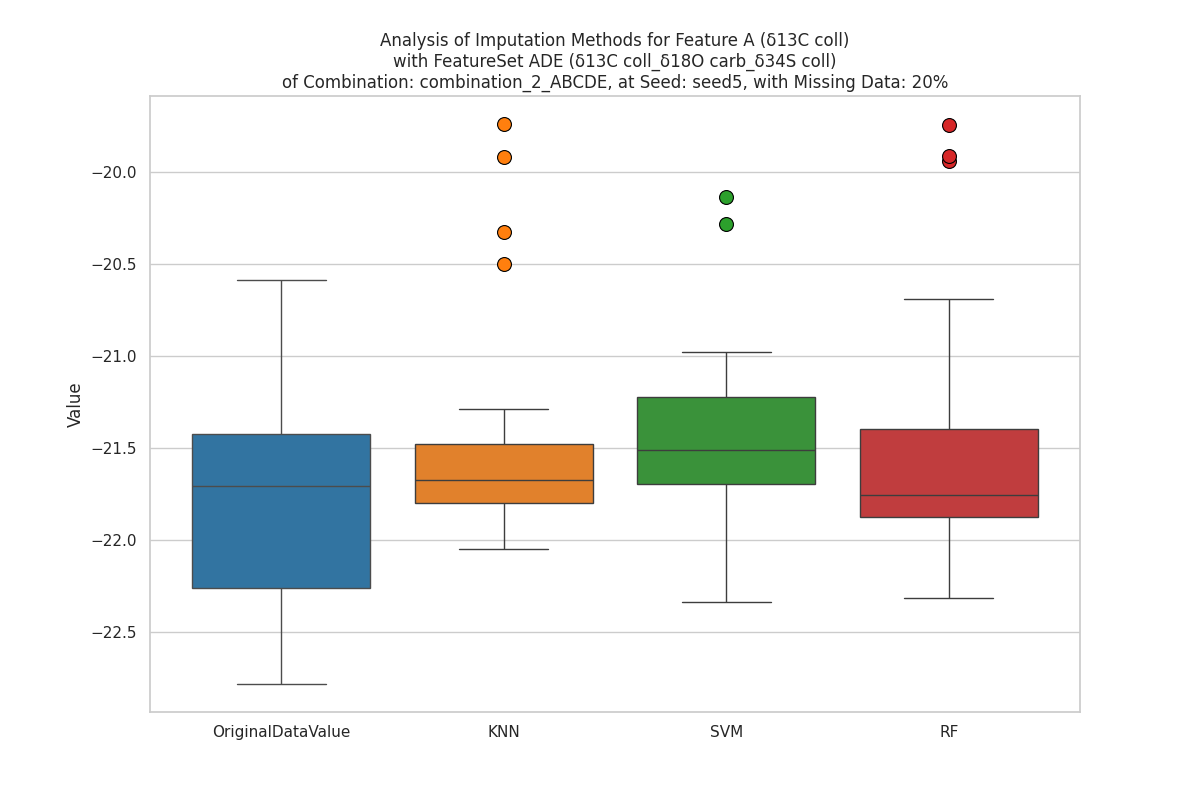 Analysis of Imputation Methods for Feature A (δ13C coll)
with FeatureSet ADE (δ13C coll_δ18O carb_δ34S coll)
of Combination: combination_2_ABCDE, at Seed: seed5, with Missing Data: 20%
−20.0
−20.5
−21.0
−21.5
−22.0
−22.5
Value
OriginalDataValue
KNN
SVM
RF